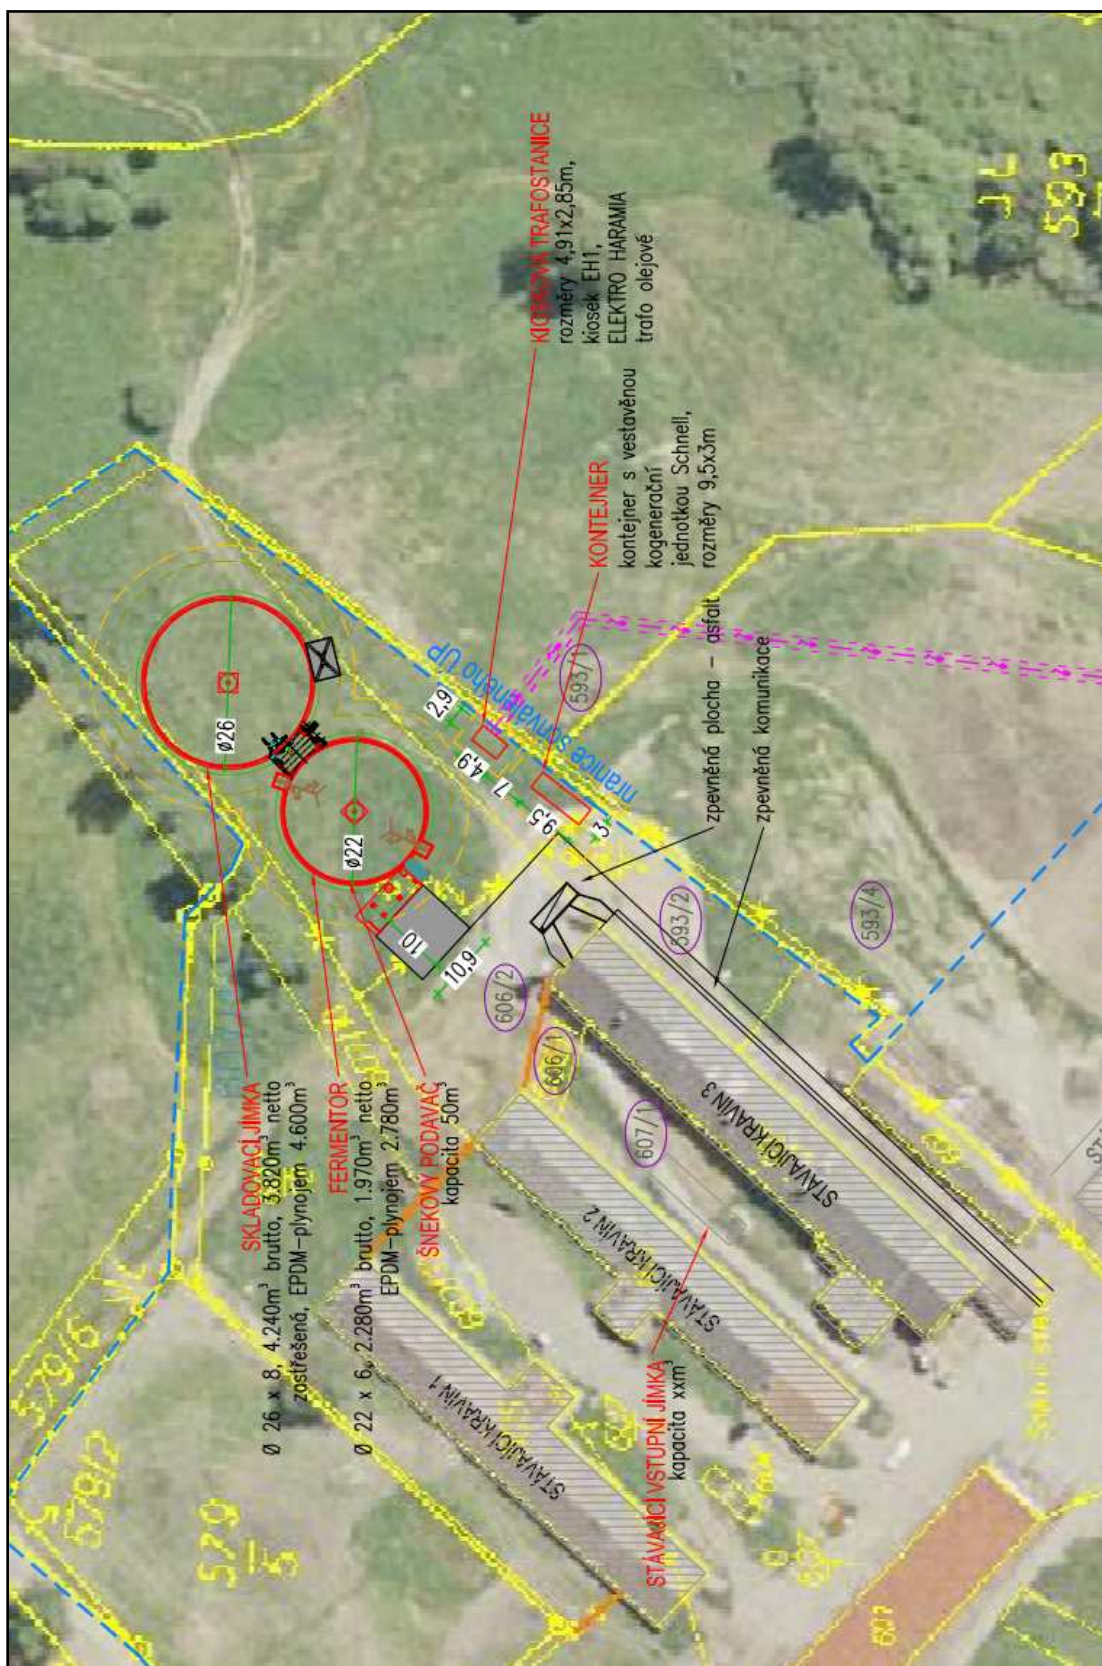 SKLADOVACÍ JÍMKA
Ø 26 x 8, 4.240m³ brutto, 3.820m³ netto
zastřešená, EPDM-plynojem 4.600m³
FERMENTOR
Ø 22 x 6, 2.280m³ brutto, 1.970m³ netto
EPDM-plynojem 2.780m³
ŠNEKOVÝ PODAVAČ
kapacita 50m³
STÁVAJÍCÍ VSTUPNÍ JÍMKA
kapacita xxm³
KIOSKOVÁ TRAFOSTANICE
rozměry 4,91x2,85m,
kiosek EH1,
ELEKTRO HARAMIA
trafo olejové
KONTEJNER
kontejner s vestavěnou
kogenerační
jednotkou Schnell,
rozměry 9,5x3m
zpevněná plocha - asfalt
zpevněná komunikace
hranice schváleného ÚP
STÁVAJÍCÍ KRAVÍN 1
STÁVAJÍCÍ KRAVÍN 2
STÁVAJÍCÍ KRAVÍN 3
ø26
ø22
10
10,9
2,9
4,9
7
9,5
3
593/1
593/2
593/4
606/2
606/1
607/1
579/6
579/2
579
593
607